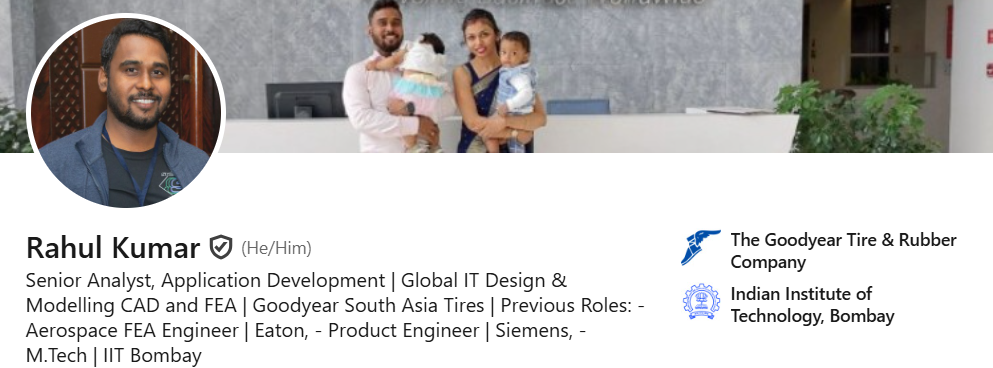 Rahul Kumar (He/Him)
Senior Analyst, Application Development | Global IT Design &
Modelling CAD and FEA | Goodyear South Asia Tires | Previous Roles: -
Aerospace FEA Engineer | Eaton, - Product Engineer | Siemens, -
M.Tech | IIT Bombay
The Goodyear Tire & Rubber
Company
Indian Institute of
Technology, Bombay